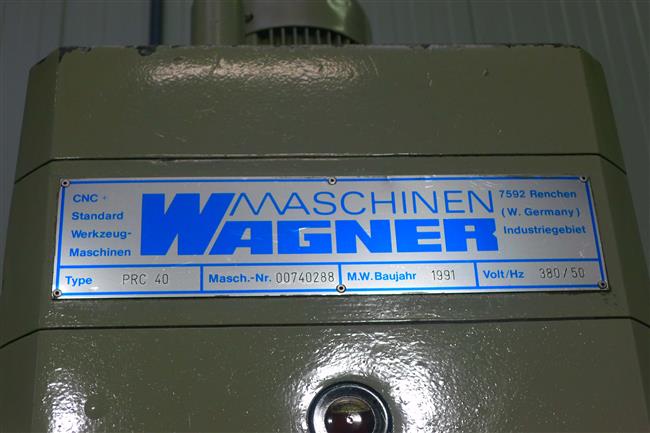 CNC +
Standard
Werkzeug-
Maschinen
MASCHINEN
WAGNER
7592 Renchen
(W. Germany)
Industriegebiet
Type PRC 40
Masch.-Nr. 00740288
M.W. Baujahr 1991
Volt/Hz 380/50